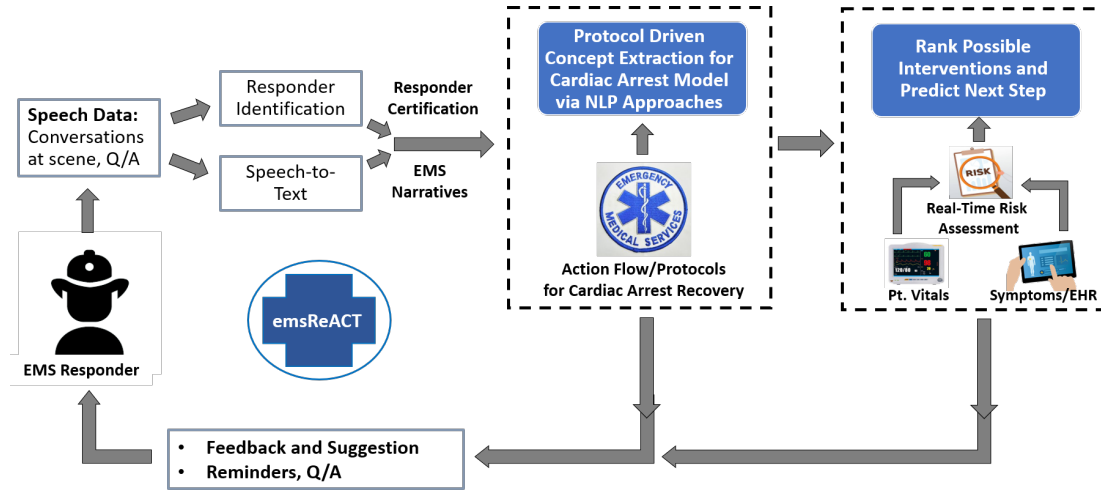 Speech Data:
Conversations
at scene, Q/A
Responder
Identification
Speech-to-
Text
Responder
Certification
EMS
Narratives
Protocol Driven
Concept Extraction for
Cardiac Arrest Model
via NLP Approaches
EMERGENCY
MEDICAL SERVICES
Action Flow/Protocols
for Cardiac Arrest Recovery
Rank Possible
Interventions and
Predict Next Step
RISK
Real-Time Risk
Assessment
128/68
Pt. Vitals
Symptoms/EHR
EMS Responder
emsReACT
• Feedback and Suggestion
• Reminders, Q/A